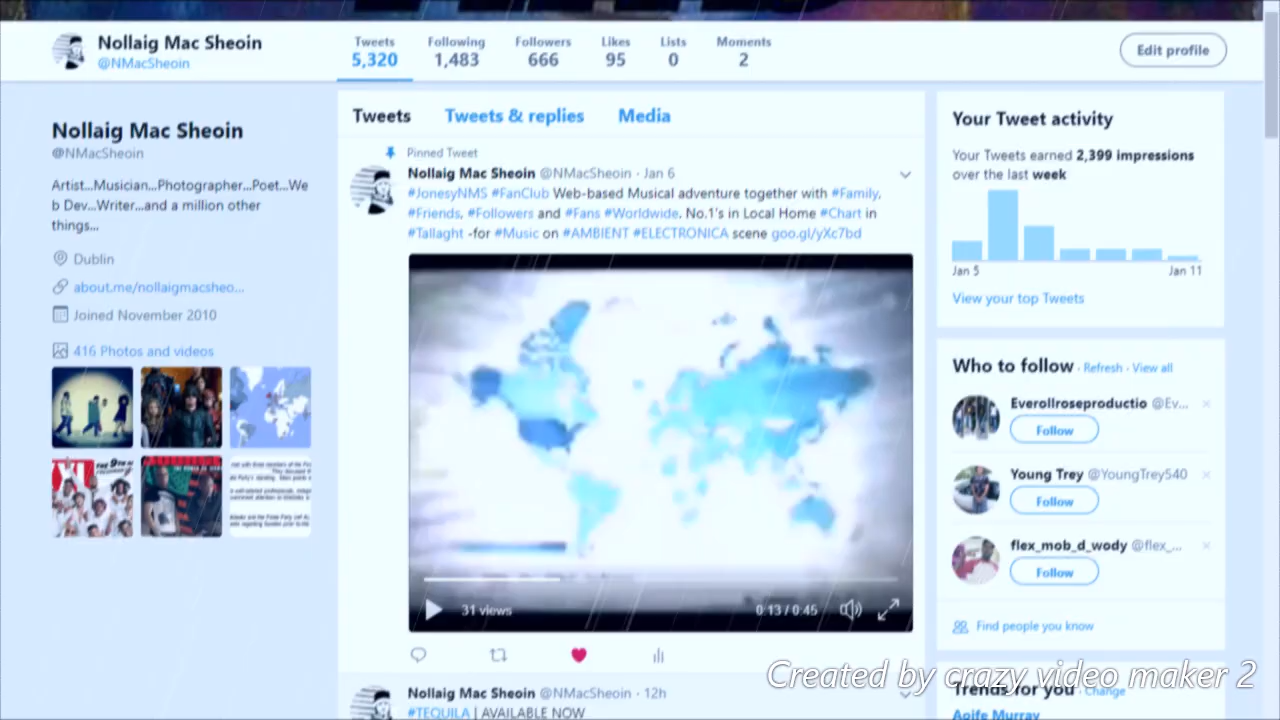 Nollaig Mac Sheoin
@NMacSheoin
Tweets
5,320
Following
1,483
Followers
666
Likes
95
Lists
0
Moments
2
Edit profile
Nollaig Mac Sheoin
@NMacSheoin
Artist...Musician...Photographer...Poet...We
b Dev...Writer...and a million other
things...
Dublin
about.me/nollaigmacsheo...
Joined November 2010
416 Photos and videos
Tweets
Tweets & replies
Media
Pinned Tweet
Nollaig Mac Sheoin @NMacSheoin · Jan 6
#JonesyNMS #FanClub Web-based Musical adventure together with #Family,
#Friends, #Followers and #Fans #Worldwide. No.1's in Local Home #Chart in
#Tallaght -for #Music on #AMBIENT #ELECTRONICA scene goo.gl/yXc7bd
31 views
0:13 / 0:45
Nollaig Mac Sheoin @NMacSheoin · 12h
#TEQUILA | AVAILABLE NOW
Your Tweet activity
Your Tweets earned 2,399 impressions
over the last week
Jan 5
Jan 11
View your top Tweets
Who to follow · Refresh · View all
Everollroseproductio @Ev...
Follow
Young Trey @YoungTrey540
Follow
flex_mob_d_wody @flex_...
Follow
Find people you know
Trends for you · Change
Aoife Murray
Created by crazy video maker 2